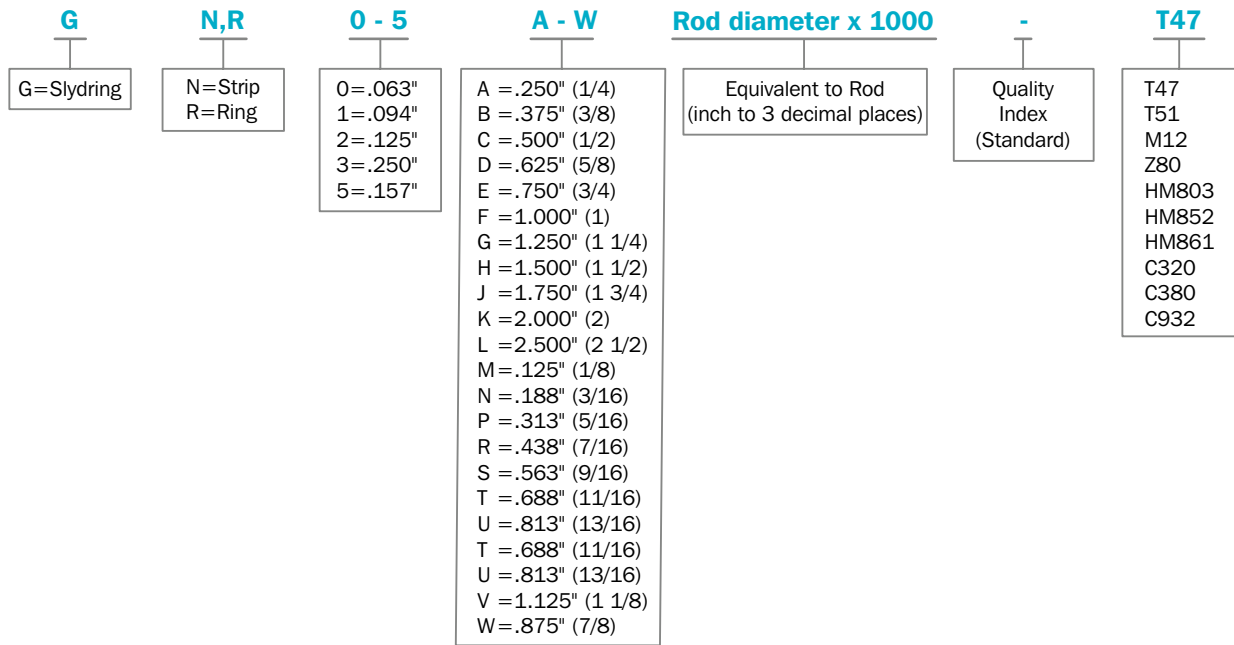 G N,R 0 - 5 A - W Rod diameter x 1000 - T47
G=Slydring
N=Strip
R=Ring
0=.063"
1=.094"
2=.125"
3=.250"
5=.157"
A =.250" (1/4)
B =.375" (3/8)
C =.500" (1/2)
D =.625" (5/8)
E =.750" (3/4)
F =1.000" (1)
G =1.250" (1 1/4)
H =1.500" (1 1/2)
J =1.750" (1 3/4)
K =2.000" (2)
L =2.500" (2 1/2)
M =.125" (1/8)
N =.188" (3/16)
P =.313" (5/16)
R =.438" (7/16)
S =.563" (9/16)
T =.688" (11/16)
U =.813" (13/16)
T =.688" (11/16)
U =.813" (13/16)
V =1.125" (1 1/8)
W =.875" (7/8)
Equivalent to Rod
(inch to 3 decimal places)
Quality
Index
(Standard)
T47
T51
M12
Z80
HM803
HM852
HM861
C320
C380
C932